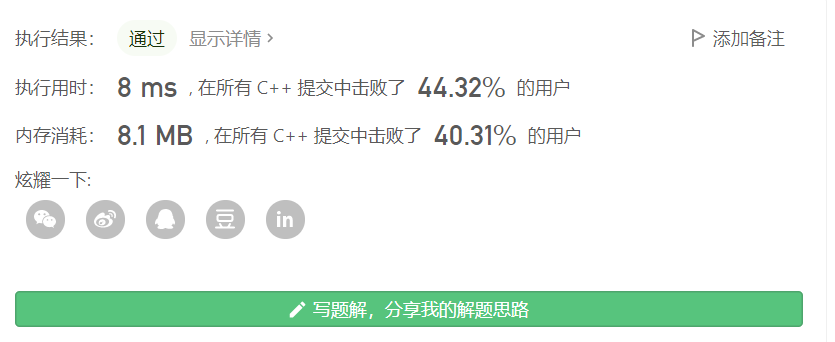 执行结果： 通过 显示详情 › 添加备注
执行用时： 8 ms , 在所有 C++ 提交中击败了 44.32% 的用户
内存消耗： 8.1 MB , 在所有 C++ 提交中击败了 40.31% 的用户
炫耀一下:
豆 in
写题解，分享我的解题思路